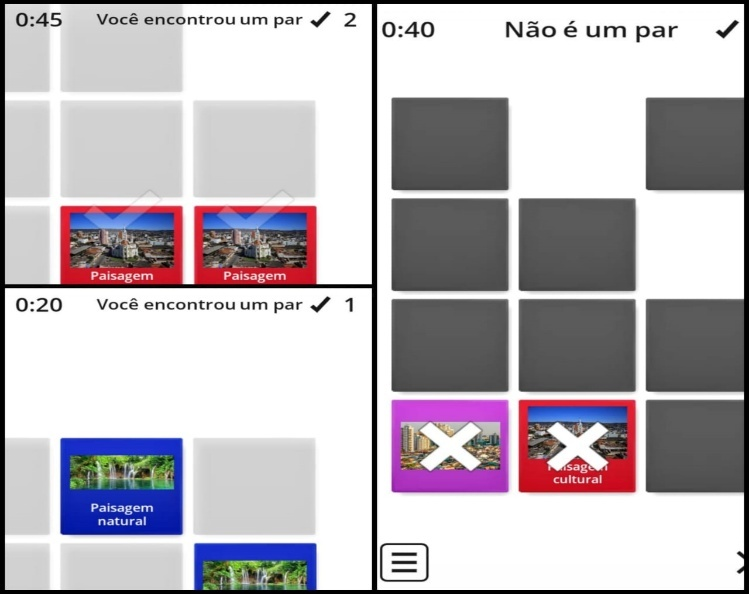 0:45 Você encontrou um par ✓ 2
Paisagem Paisagem
0:20 Você encontrou um par ✓ 1
Paisagem
natural
0:40 Não é um par ✓
Paisagem
cultural